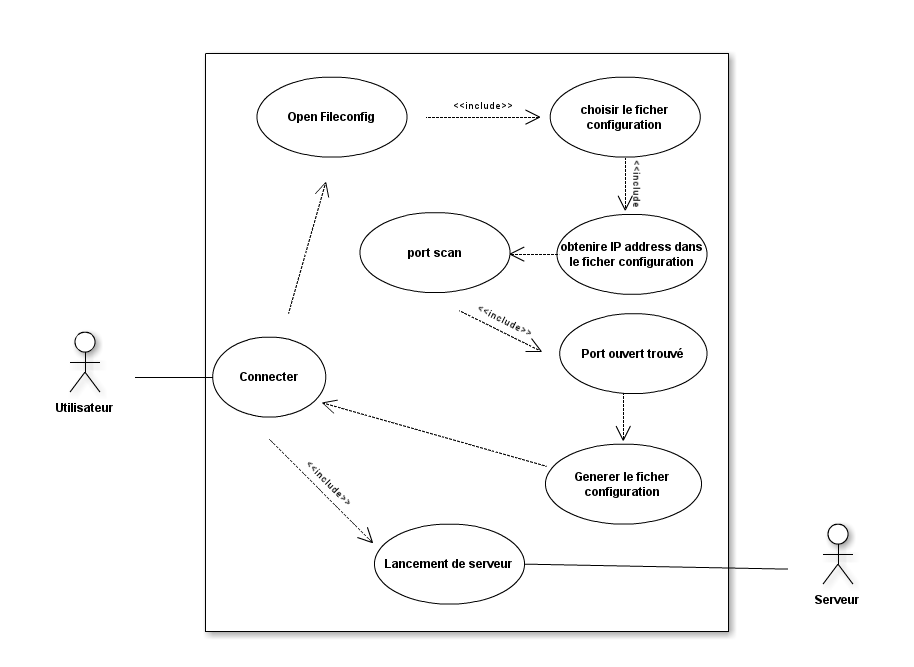 Open Fileconfig
<<include>>
choisir le ficher
configuration
<<include
port scan
obtenire IP address dans
le ficher configuration
<<include>>
Port ouvert trouvé
Connecter
Utilisateur
Generer le ficher
configuration
<<include>>
Lancement de serveur
Serveur